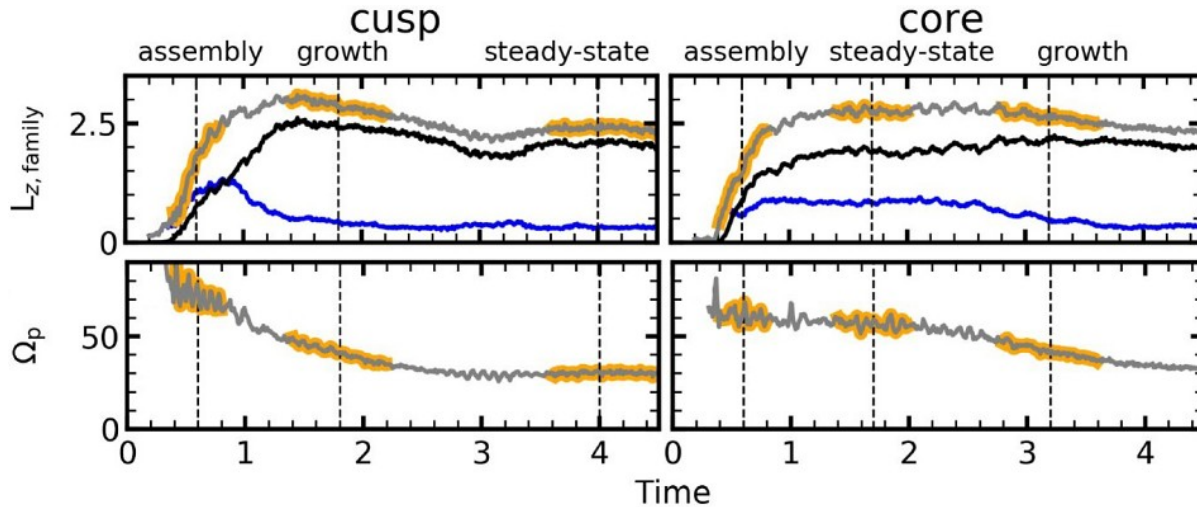 cusp core
assembly growth steady-state assembly steady-state growth
L_{z, family}
2.5
0
Ω_p
50
0
0 1 2 3 4 0 1 2 3 4
Time